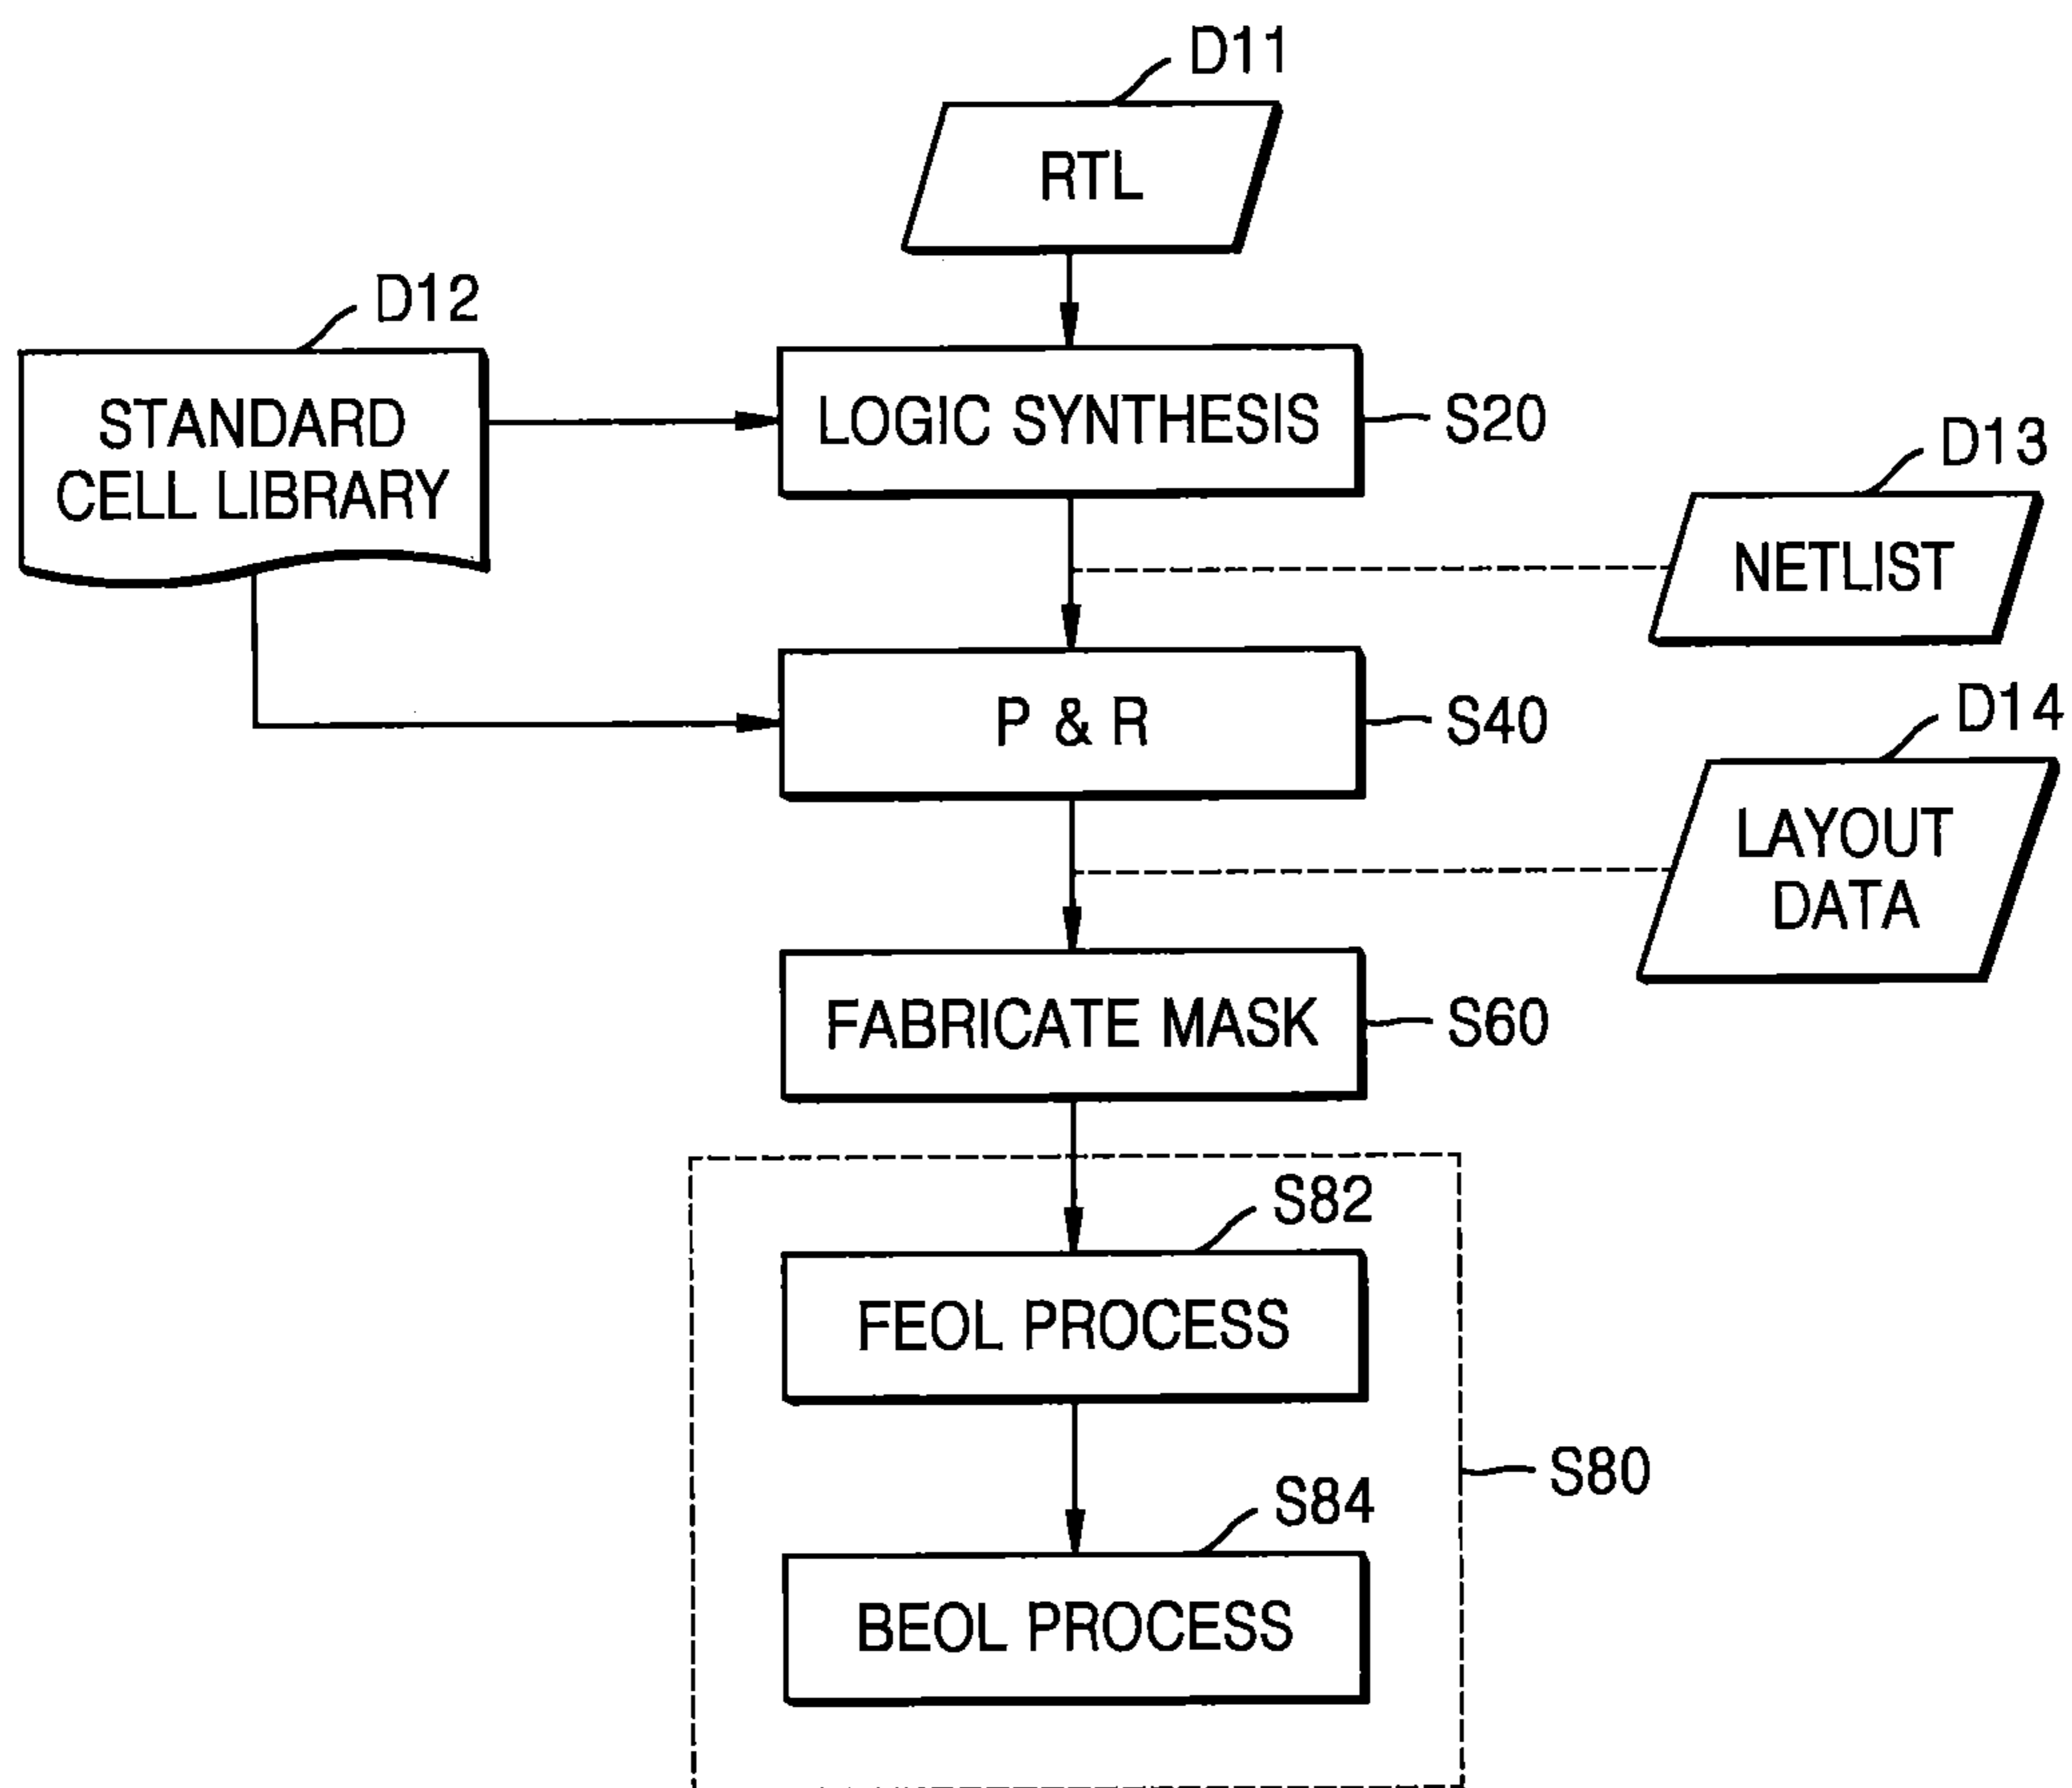 D11
RTL
D12
STANDARD
CELL LIBRARY
LOGIC SYNTHESIS
S20
D13
NETLIST
P & R
S40
D14
LAYOUT
DATA
FABRICATE MASK
S60
S82
FEOL PROCESS
S80
S84
BEOL PROCESS